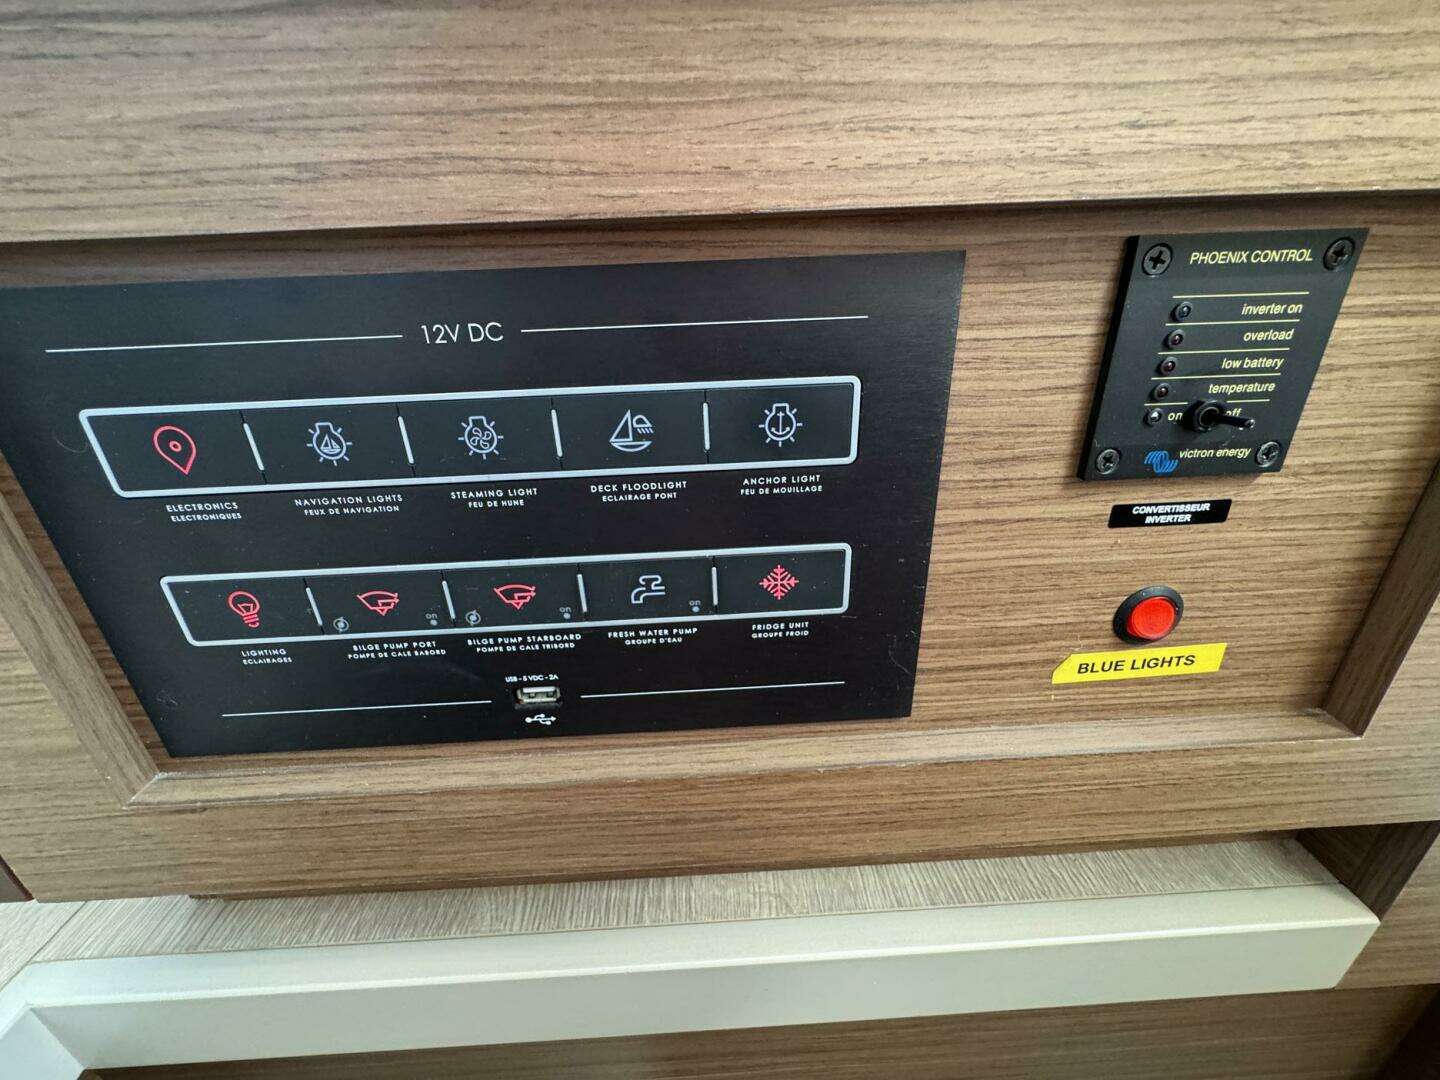 12V DC
ELECTRONICS
ELECTRONIQUES
NAVIGATION LIGHTS
FEUX DE NAVIGATION
STEAMING LIGHT
FEU DE HUNE
DECK FLOODLIGHT
ECLAIRAGE PONT
ANCHOR LIGHT
FEU DE MOUILLAGE
on
on
on
LIGHTING
ECLAIRAGES
BILGE PUMP PORT
POMPE DE CALE BABORD
BILGE PUMP STARBOARD
POMPE DE CALE TRIBORD
FRESH WATER PUMP
GROUPE D'EAU
FRIDGE UNIT
GROUPE FROID
USB - 5 VDC - 2A
PHOENIX CONTROL
inverter on
overload
low battery
temperature
on off
victron energy
CONVERTISSEUR
INVERTER
BLUE LIGHTS